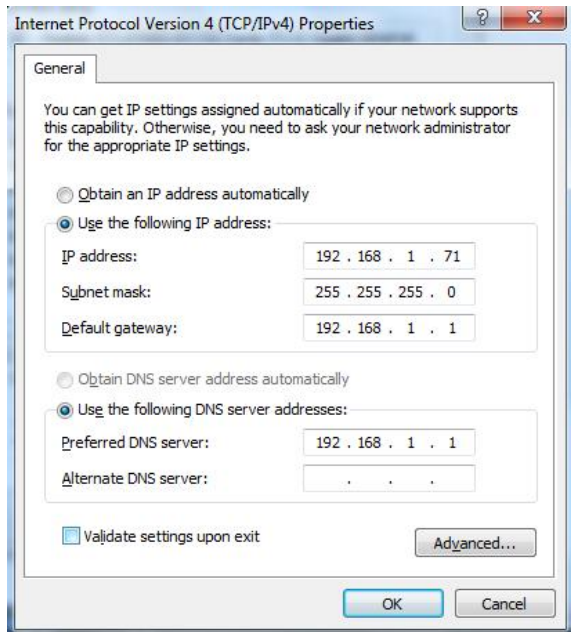 Internet Protocol Version 4 (TCP/IPv4) Properties
?
X
General
You can get IP settings assigned automatically if your network supports
this capability. Otherwise, you need to ask your network administrator
for the appropriate IP settings.
Obtain an IP address automatically
Use the following IP address:
IP address: 192 . 168 . 1 . 71
Subnet mask: 255 . 255 . 255 . 0
Default gateway: 192 . 168 . 1 . 1
Obtain DNS server address automatically
Use the following DNS server addresses:
Preferred DNS server: 192 . 168 . 1 . 1
Alternate DNS server: . . .
Validate settings upon exit
Advanced...
OK Cancel